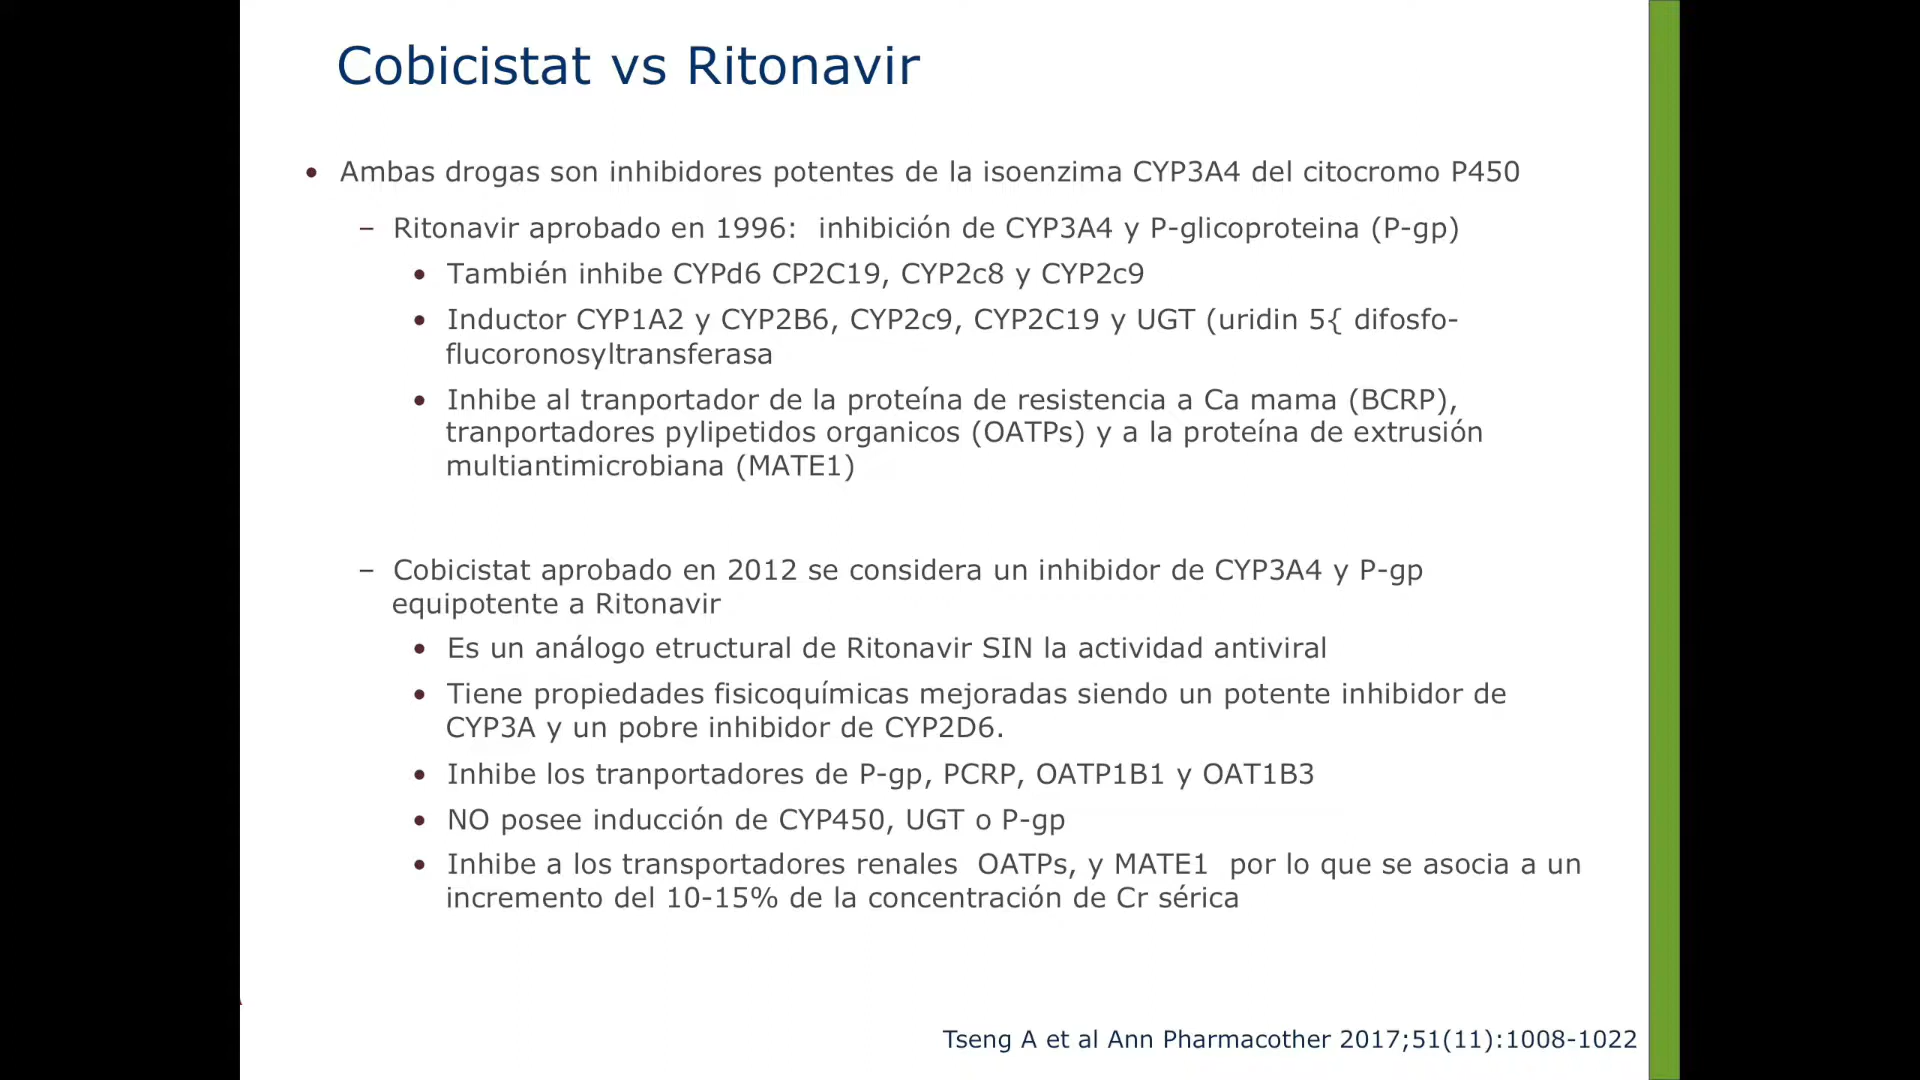 Cobicistat vs Ritonavir
• Ambas drogas son inhibidores potentes de la isoenzima CYP3A4 del citocromo P450
– Ritonavir aprobado en 1996:  inhibición de CYP3A4 y P-glicoproteina (P-gp)
• También inhibe CYPd6 CP2C19, CYP2c8 y CYP2c9
• Inductor CYP1A2 y CYP2B6, CYP2c9, CYP2C19 y UGT (uridin 5{ difosfo-
flucoronosyltransferasa
• Inhibe al tranportador de la proteína de resistencia a Ca mama (BCRP),
tranportadores pylipetidos organicos (OATPs) y a la proteína de extrusión
multiantimicrobiana (MATE1)
– Cobicistat aprobado en 2012 se considera un inhibidor de CYP3A4 y P-gp
equipotente a Ritonavir
• Es un análogo etructural de Ritonavir SIN la actividad antiviral
• Tiene propiedades fisicoquímicas mejoradas siendo un potente inhibidor de
CYP3A y un pobre inhibidor de CYP2D6.
• Inhibe los tranportadores de P-gp, PCRP, OATP1B1 y OAT1B3
• NO posee inducción de CYP450, UGT o P-gp
• Inhibe a los transportadores renales  OATPs, y MATE1  por lo que se asocia a un
incremento del 10-15% de la concentración de Cr sérica
Tseng A et al Ann Pharmacother 2017;51(11):1008-1022